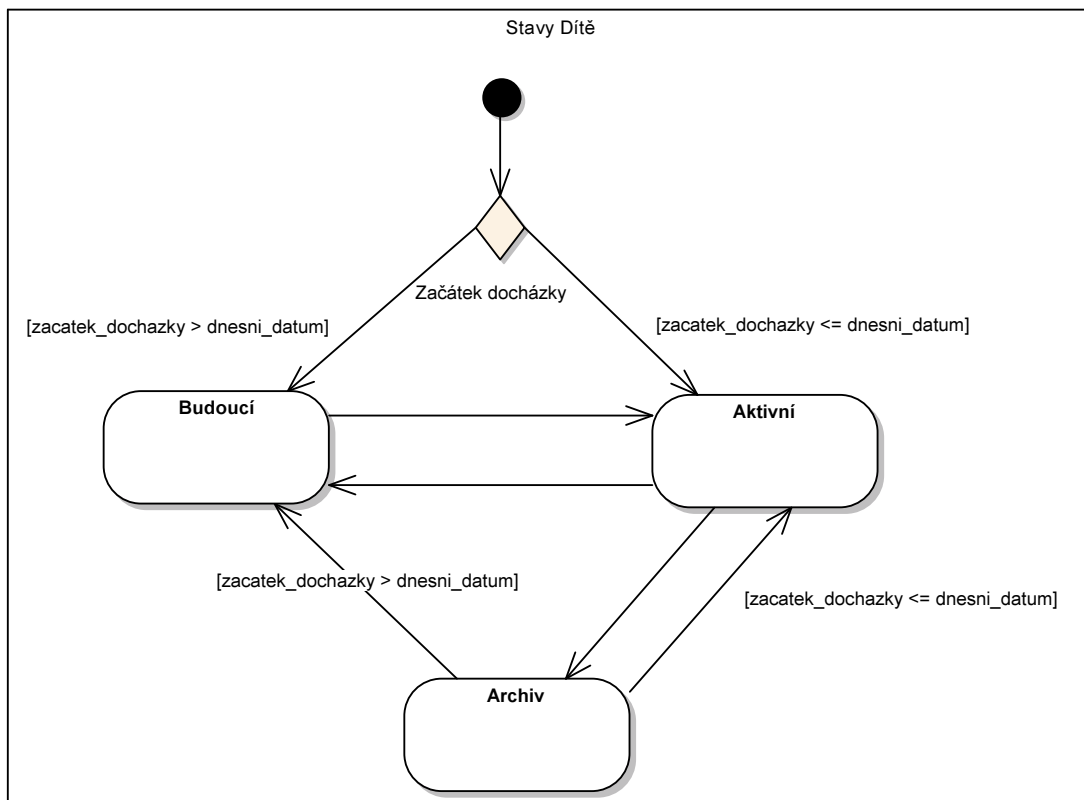 Stavy Dítě
Začátek docházky
[zacatek_dochazky > dnesni_datum]
[zacatek_dochazky <= dnesni_datum]
Budoucí
Aktivní
[zacatek_dochazky > dnesni_datum]
[zacatek_dochazky <= dnesni_datum]
Archiv